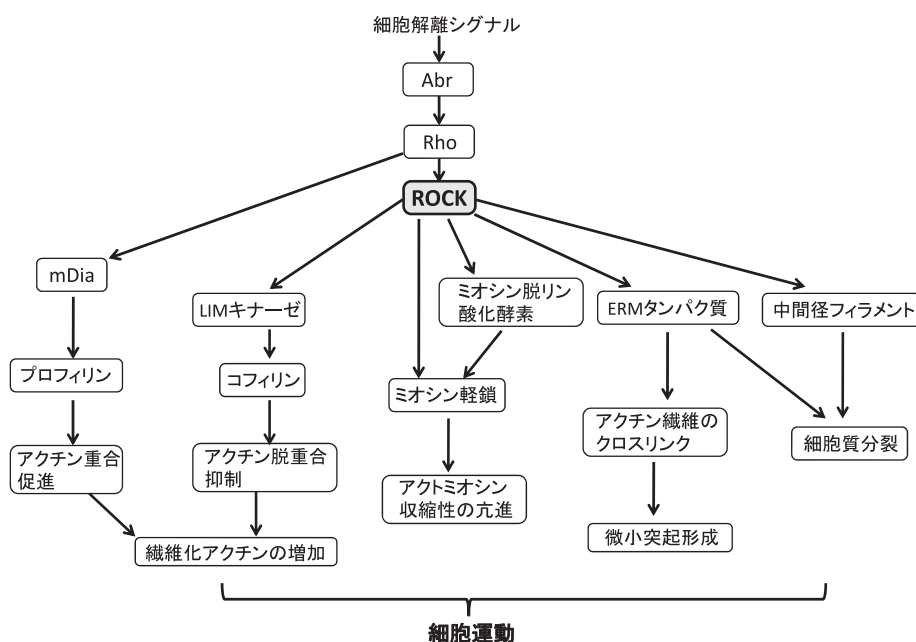 細胞解離シグナル
Abr
Rho
ROCK
mDia
LIMキナーゼ
ミオシン脱リン
酸化酵素
ERMタンパク質
中間径フィラメント
プロフィリン
コフィリン
ミオシン軽鎖
アクチン繊維の
クロスリンク
細胞質分裂
アクチン重合
促進
アクチン脱重合
抑制
アクトミオシン
収縮性の亢進
微小突起形成
繊維化アクチンの増加
細胞運動